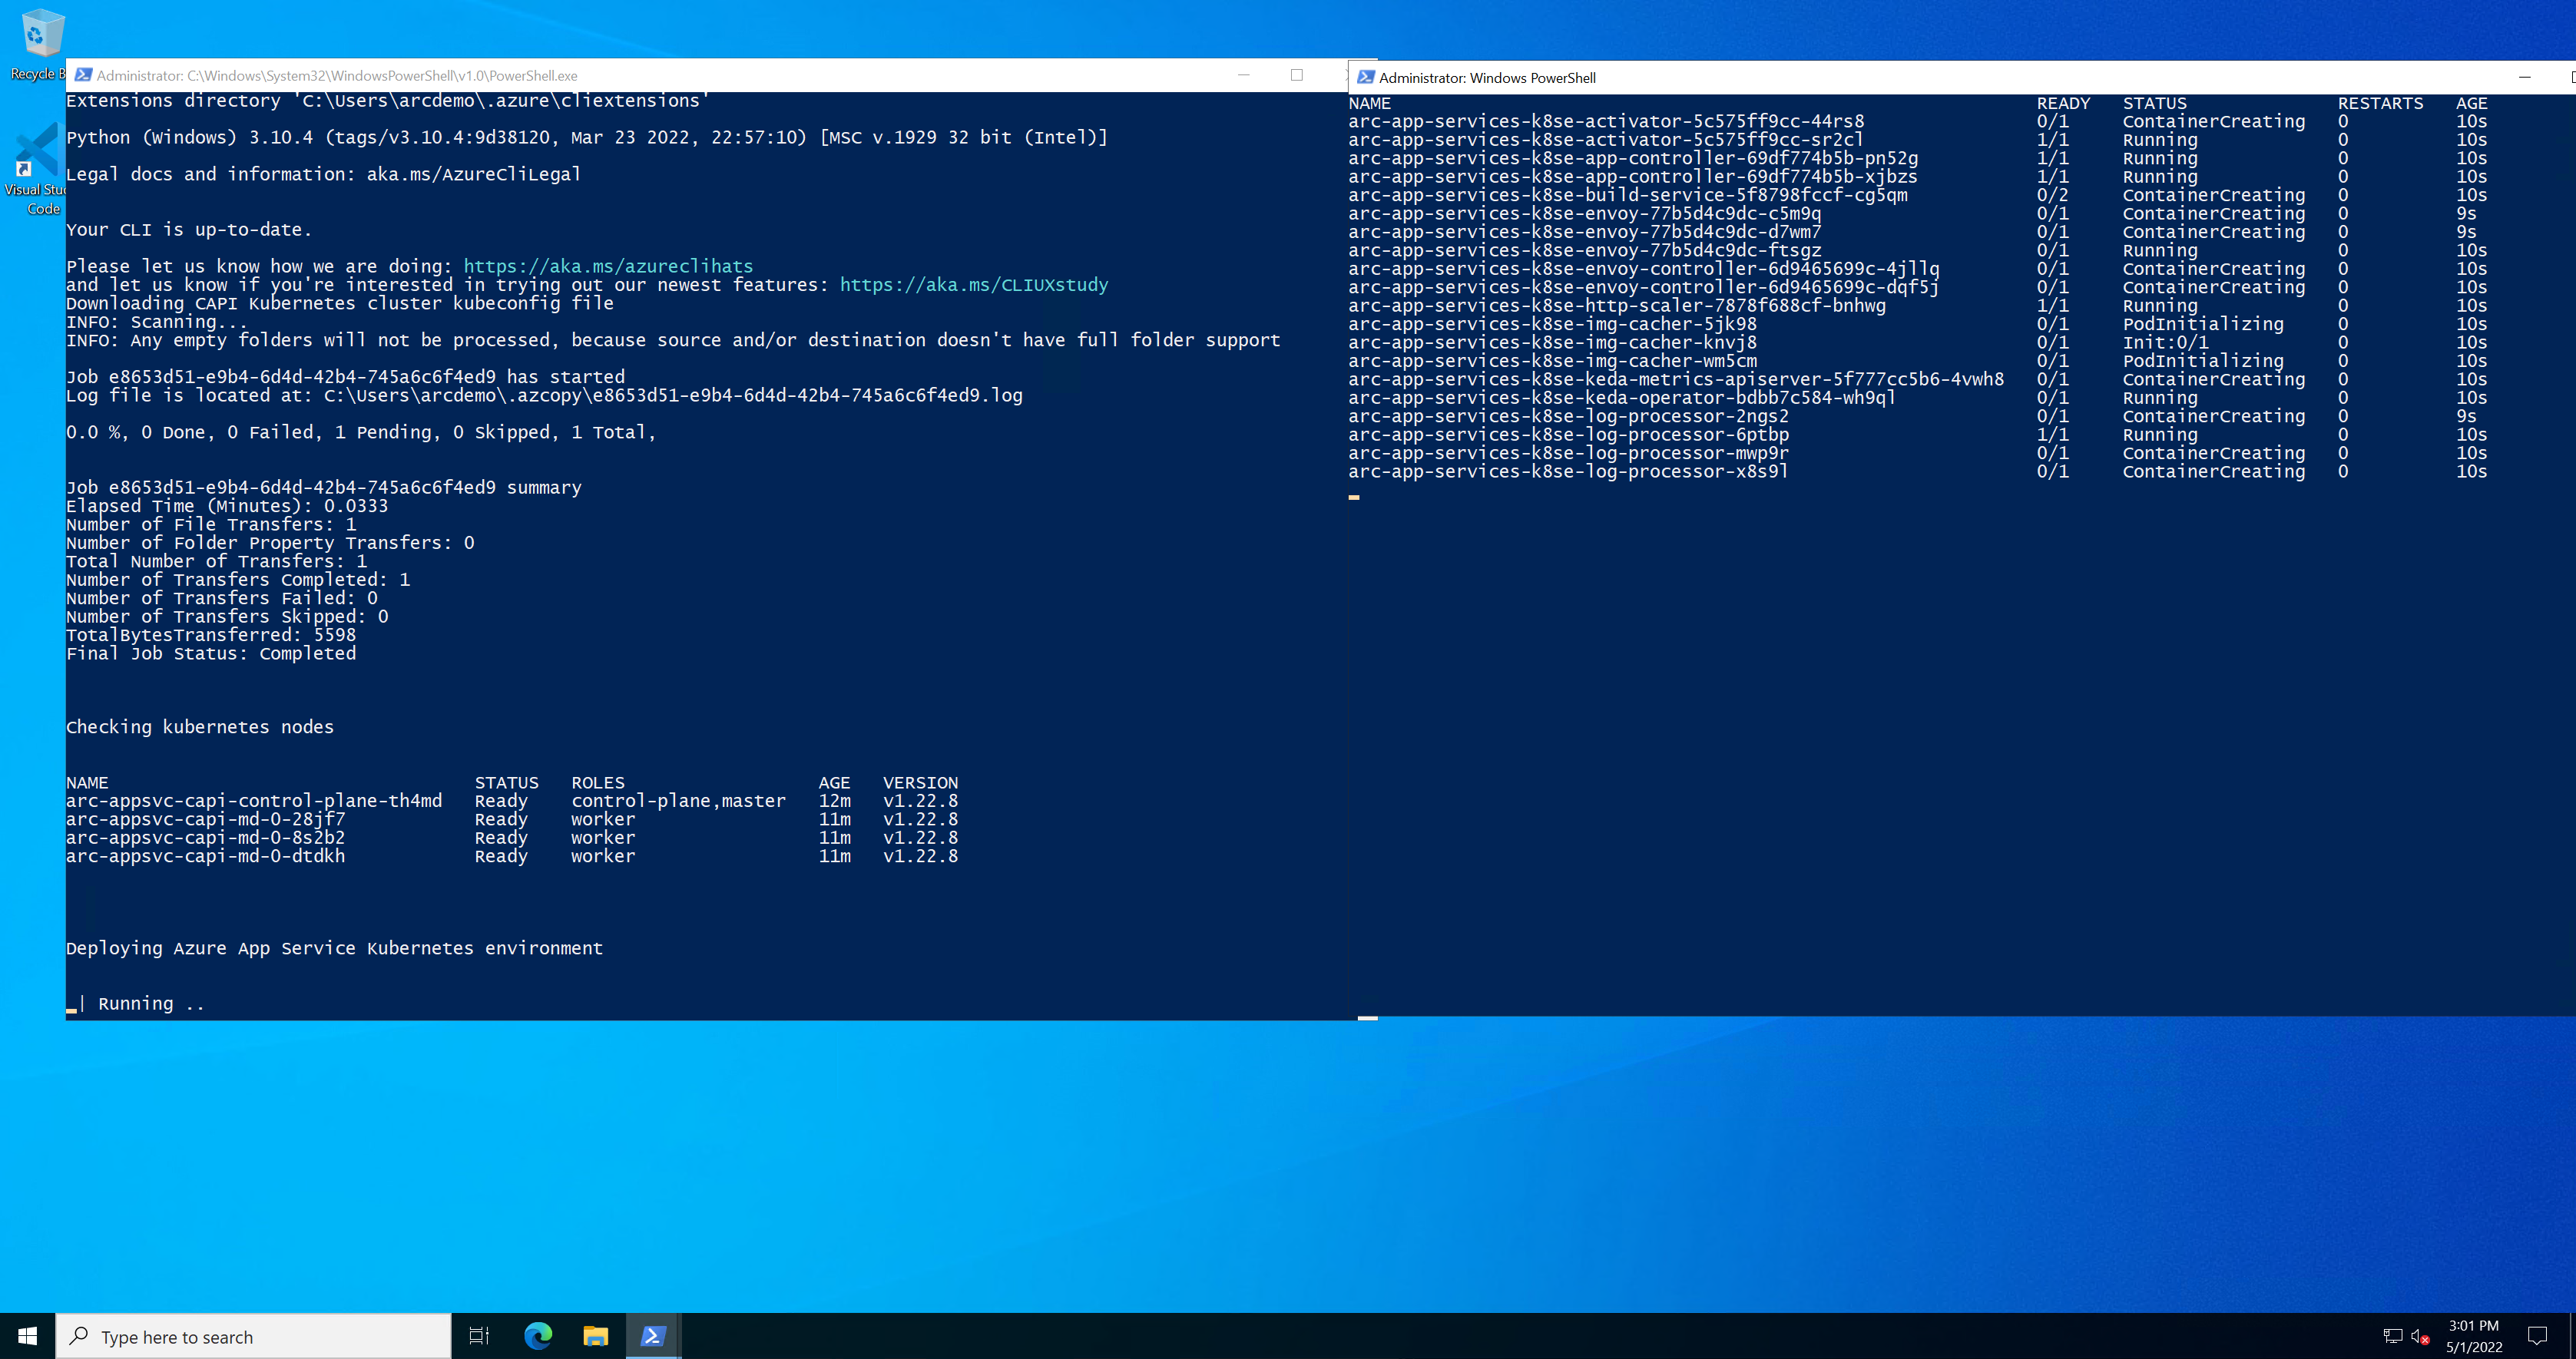 Recycle B
Visual Stud
Code
Administrator: C:\Windows\System32\WindowsPowerShell\v1.0\PowerShell.exe
Extensions directory 'C:\Users\arcdemo\.azure\cliextensions'
Python (Windows) 3.10.4 (tags/v3.10.4:9d38120, Mar 23 2022, 22:57:10) [MSC v.1929 32 bit (Intel)]
Legal docs and information: aka.ms/AzureCliLegal
Your CLI is up-to-date.
Please let us know how we are doing: https://aka.ms/azureclihats
and let us know if you're interested in trying out our newest features: https://aka.ms/CLIUXstudy
Downloading CAPI Kubernetes cluster kubeconfig file
INFO: Scanning...
INFO: Any empty folders will not be processed, because source and/or destination doesn't have full folder support
Job e8653d51-e9b4-6d4d-42b4-745a6c6f4ed9 has started
Log file is located at: C:\Users\arcdemo\.azcopy\e8653d51-e9b4-6d4d-42b4-745a6c6f4ed9.log
0.0 %, 0 Done, 0 Failed, 1 Pending, 0 Skipped, 1 Total,
Job e8653d51-e9b4-6d4d-42b4-745a6c6f4ed9 summary
Elapsed Time (Minutes): 0.0333
Number of File Transfers: 1
Number of Folder Property Transfers: 0
Total Number of Transfers: 1
Number of Transfers Completed: 1
Number of Transfers Failed: 0
Number of Transfers Skipped: 0
TotalBytesTransferred: 5598
Final Job Status: Completed
Checking kubernetes nodes
NAME STATUS ROLES AGE VERSION
arc-appsvc-capi-control-plane-th4md Ready control-plane,master 12m v1.22.8
arc-appsvc-capi-md-0-28jf7 Ready worker 11m v1.22.8
arc-appsvc-capi-md-0-8s2b2 Ready worker 11m v1.22.8
arc-appsvc-capi-md-0-dtdkh Ready worker 11m v1.22.8
Deploying Azure App Service Kubernetes environment
| Running ..
Administrator: Windows PowerShell
NAME READY STATUS RESTARTS AGE
arc-app-services-k8se-activator-5c575ff9cc-44rs8 0/1 ContainerCreating 0 10s
arc-app-services-k8se-activator-5c575ff9cc-sr2cl 1/1 Running 0 10s
arc-app-services-k8se-app-controller-69df774b5b-pn52g 1/1 Running 0 10s
arc-app-services-k8se-app-controller-69df774b5b-xjbzs 1/1 Running 0 10s
arc-app-services-k8se-build-service-5f8798fccf-cg5qm 0/2 ContainerCreating 0 10s
arc-app-services-k8se-envoy-77b5d4c9dc-c5m9q 0/1 ContainerCreating 0 9s
arc-app-services-k8se-envoy-77b5d4c9dc-d7wm7 0/1 ContainerCreating 0 9s
arc-app-services-k8se-envoy-77b5d4c9dc-ftsgz 0/1 Running 0 10s
arc-app-services-k8se-envoy-controller-6d9465699c-4jllq 0/1 ContainerCreating 0 10s
arc-app-services-k8se-envoy-controller-6d9465699c-dqf5j 0/1 ContainerCreating 0 10s
arc-app-services-k8se-http-scaler-7878f688cf-bnhwg 1/1 Running 0 10s
arc-app-services-k8se-img-cacher-5jk98 0/1 PodInitializing 0 10s
arc-app-services-k8se-img-cacher-knvj8 0/1 Init:0/1 0 10s
arc-app-services-k8se-img-cacher-wm5cm 0/1 PodInitializing 0 10s
arc-app-services-k8se-keda-metrics-apiserver-5f777cc5b6-4vwh8 0/1 ContainerCreating 0 10s
arc-app-services-k8se-keda-operator-bdbb7c584-wh9ql 0/1 Running 0 10s
arc-app-services-k8se-log-processor-2ngs2 0/1 ContainerCreating 0 9s
arc-app-services-k8se-log-processor-6ptbp 1/1 Running 0 10s
arc-app-services-k8se-log-processor-mwp9r 0/1 ContainerCreating 0 10s
arc-app-services-k8se-log-processor-x8s9l 0/1 ContainerCreating 0 10s
Type here to search
3:01 PM
5/1/2022